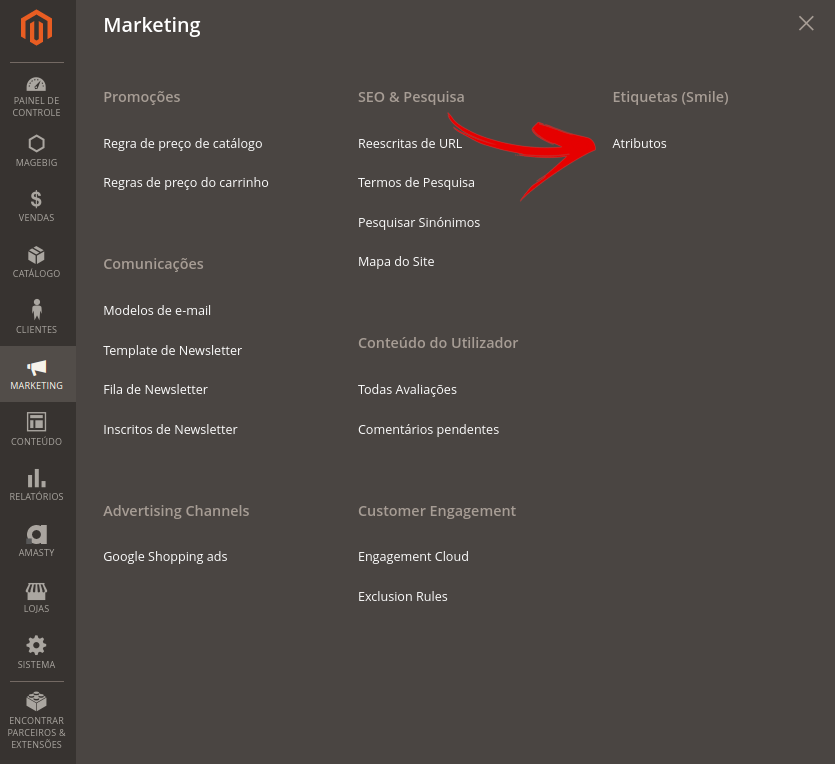 Marketing
PAINEL DE
CONTROLE
MAGEBIG
VENDAS
CATÁLOGO
CLIENTES
MARKETING
CONTEÚDO
RELATÓRIOS
AMASTY
LOJAS
SISTEMA
ENCONTRAR
PARCEIROS &
EXTENSÕES
Promoções
Regra de preço de catálogo
Regras de preço do carrinho
Comunicações
Modelos de e-mail
Template de Newsletter
Fila de Newsletter
Inscritos de Newsletter
Advertising Channels
Google Shopping ads
SEO & Pesquisa
Reescritas de URL
Termos de Pesquisa
Pesquisar Sinónimos
Mapa do Site
Conteúdo do Utilizador
Todas Avaliações
Comentários pendentes
Customer Engagement
Engagement Cloud
Exclusion Rules
Etiquetas (Smile)
Atributos